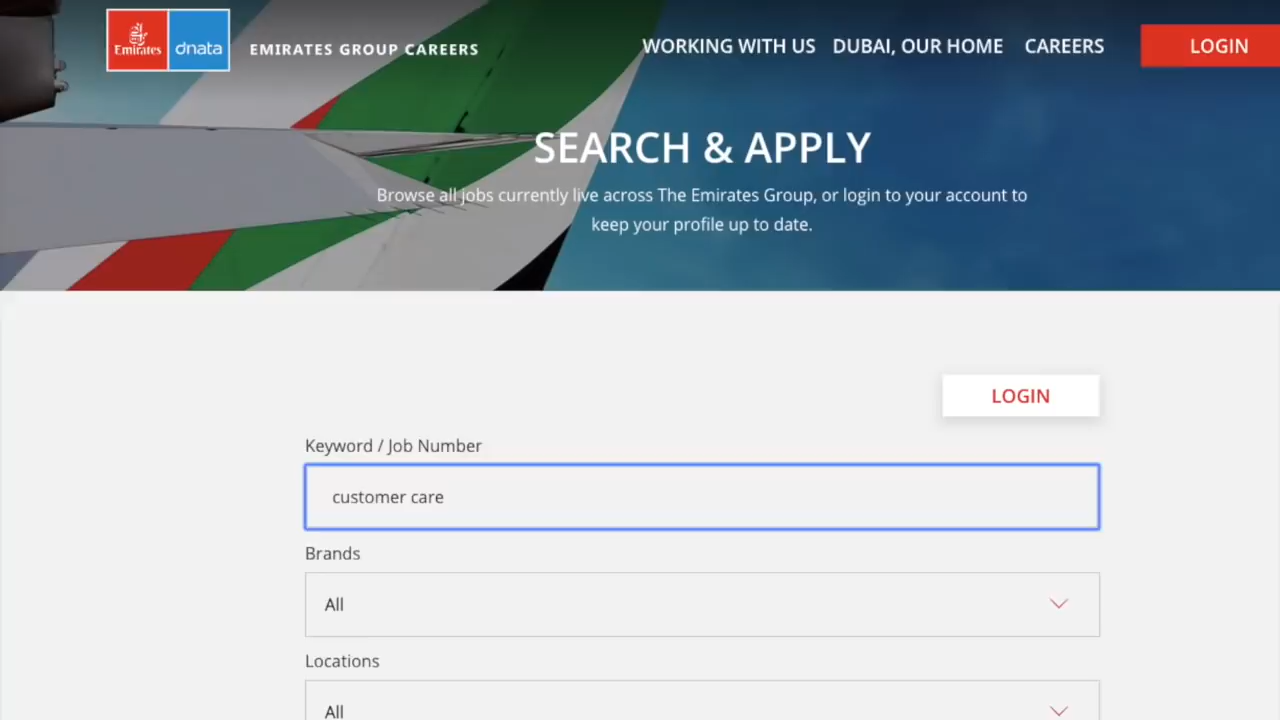 Emirates
dnata
EMIRATES GROUP CAREERS
WORKING WITH US
DUBAI, OUR HOME
CAREERS
LOGIN
SEARCH & APPLY
Browse all jobs currently live across The Emirates Group, or login to your account to
keep your profile up to date.
LOGIN
Keyword / Job Number
customer care
Brands
All
Locations
All